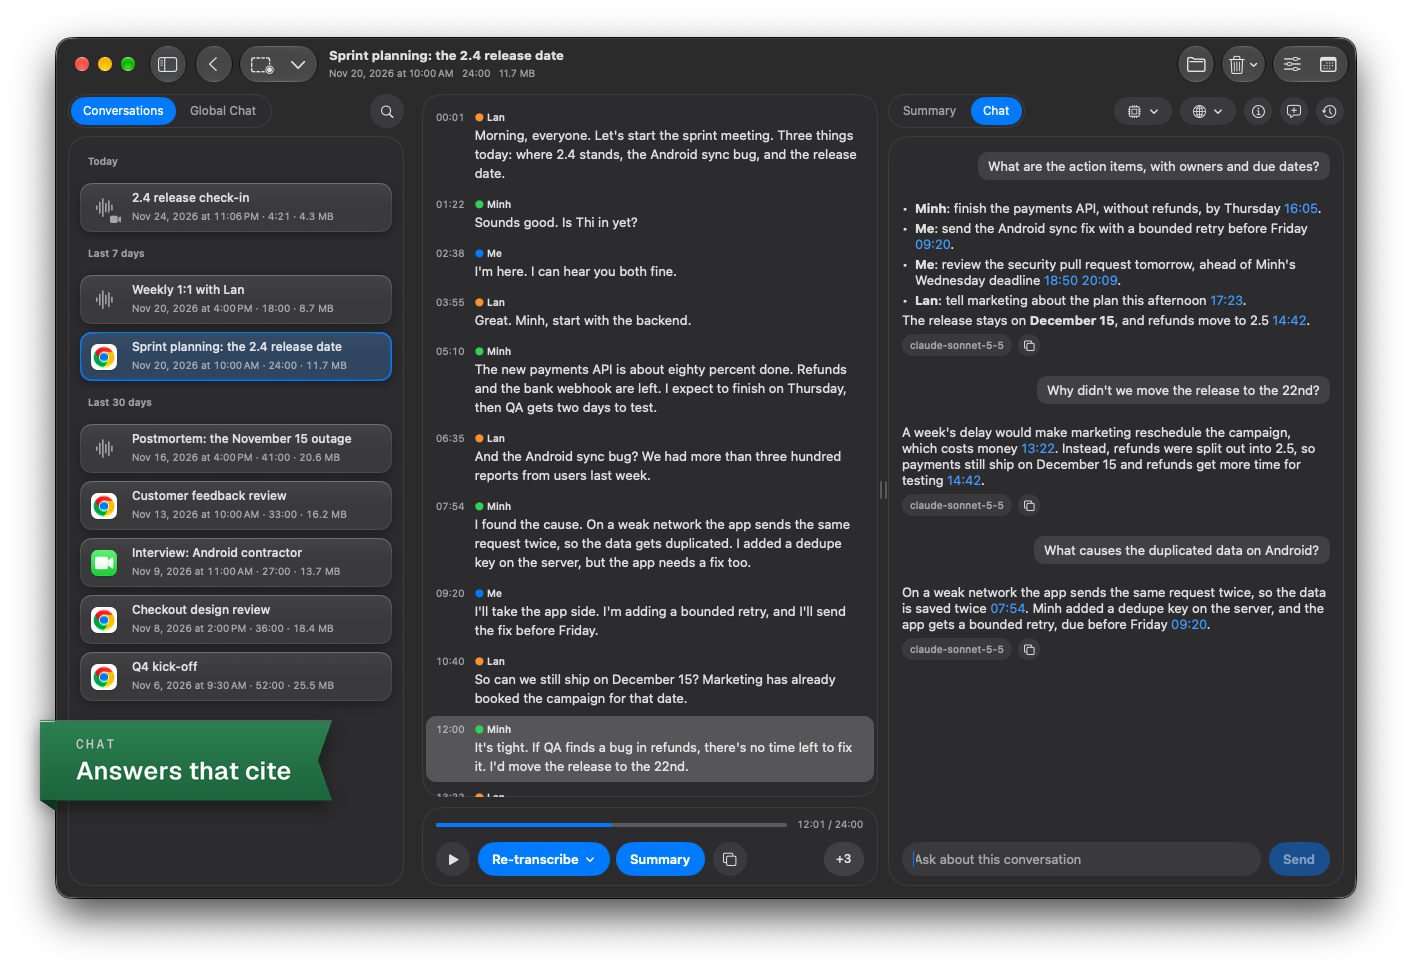 Sprint planning: the 2.4 release date
Nov 20, 2026 at 10:00 AM 24:00 11.7 MB
Conversations
Global Chat
Today
2.4 release check-in
Nov 24, 2026 at 11:06 PM · 4:21 · 4.3 MB
Last 7 days
Weekly 1:1 with Lan
Nov 20, 2026 at 4:00 PM · 18:00 · 8.7 MB
Sprint planning: the 2.4 release date
Nov 20, 2026 at 10:00 AM · 24:00 · 11.7 MB
Last 30 days
Postmortem: the November 15 outage
Nov 16, 2026 at 4:00 PM · 41:00 · 20.6 MB
Customer feedback review
Nov 13, 2026 at 10:00 AM · 33:00 · 16.2 MB
Interview: Android contractor
Nov 9, 2026 at 11:00 AM · 27:00 · 13.7 MB
Checkout design review
Nov 8, 2026 at 2:00 PM · 36:00 · 18.4 MB
Q4 kick-off
Nov 6, 2026 at 9:30 AM · 52:00 · 25.5 MB
CHAT
Answers that cite
00:01 Lan
Morning, everyone. Let's start the sprint meeting. Three things
today: where 2.4 stands, the Android sync bug, and the release
date.
01:22 Minh
Sounds good. Is Thi in yet?
02:38 Me
I'm here. I can hear you both fine.
03:55 Lan
Great. Minh, start with the backend.
05:10 Minh
The new payments API is about eighty percent done. Refunds
and the bank webhook are left. I expect to finish on Thursday,
then QA gets two days to test.
06:35 Lan
And the Android sync bug? We had more than three hundred
reports from users last week.
07:54 Minh
I found the cause. On a weak network the app sends the same
request twice, so the data gets duplicated. I added a dedupe
key on the server, but the app needs a fix too.
09:20 Me
I'll take the app side. I'm adding a bounded retry, and I'll send
the fix before Friday.
10:40 Lan
So can we still ship on December 15? Marketing has already
booked the campaign for that date.
12:00 Minh
It's tight. If QA finds a bug in refunds, there's no time left to fix
it. I'd move the release to the 22nd.
13:22 Lan
12:01 / 24:00
Re-transcribe
Summary
+3
Summary
Chat
What are the action items, with owners and due dates?
• Minh: finish the payments API, without refunds, by Thursday 16:05.
• Me: send the Android sync fix with a bounded retry before Friday
09:20.
• Me: review the security pull request tomorrow, ahead of Minh's
Wednesday deadline 18:50 20:09.
• Lan: tell marketing about the plan this afternoon 17:23.
The release stays on December 15, and refunds move to 2.5 14:42.
claude-sonnet-5-5
Why didn't we move the release to the 22nd?
A week's delay would make marketing reschedule the campaign,
which costs money 13:22. Instead, refunds were split out into 2.5, so
payments still ship on December 15 and refunds get more time for
testing 14:42.
claude-sonnet-5-5
What causes the duplicated data on Android?
On a weak network the app sends the same request twice, so the data
is saved twice 07:54. Minh added a dedupe key on the server, and the
app gets a bounded retry, due before Friday 09:20.
claude-sonnet-5-5
Ask about this conversation
Send